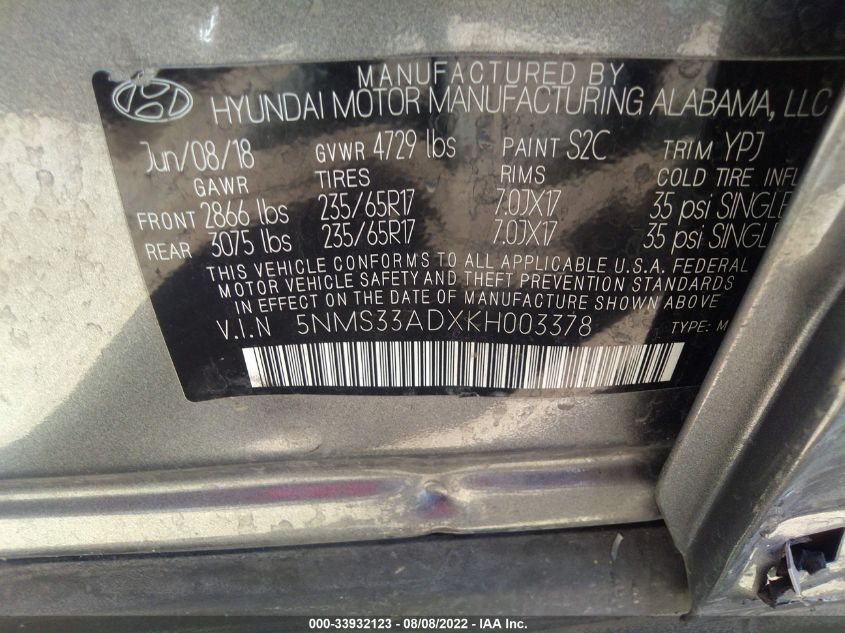 MANUFACTURED BY
HYUNDAI MOTOR MANUFACTURING ALABAMA, LLC
Jun/08/18 GVWR 4729 lbs PAINT S2C TRIM YPJ
GAWR TIRES RIMS COLD TIRE INFL
FRONT 2866 lbs 235/65R17 7.0JX17 35 psi SINGLE
REAR 3075 lbs 235/65R17 7.0JX17 35 psi SINGLE
THIS VEHICLE CONFORMS TO ALL APPLICABLE U.S.A. FEDERAL
MOTOR VEHICLE SAFETY AND THEFT PREVENTION STANDARDS
IN EFFECT ON THE DATE OF MANUFACTURE SHOWN ABOVE
V.I.N 5NMS33ADXKH003378 TYPE: M
000-33932123 - 08/08/2022 - IAA Inc.